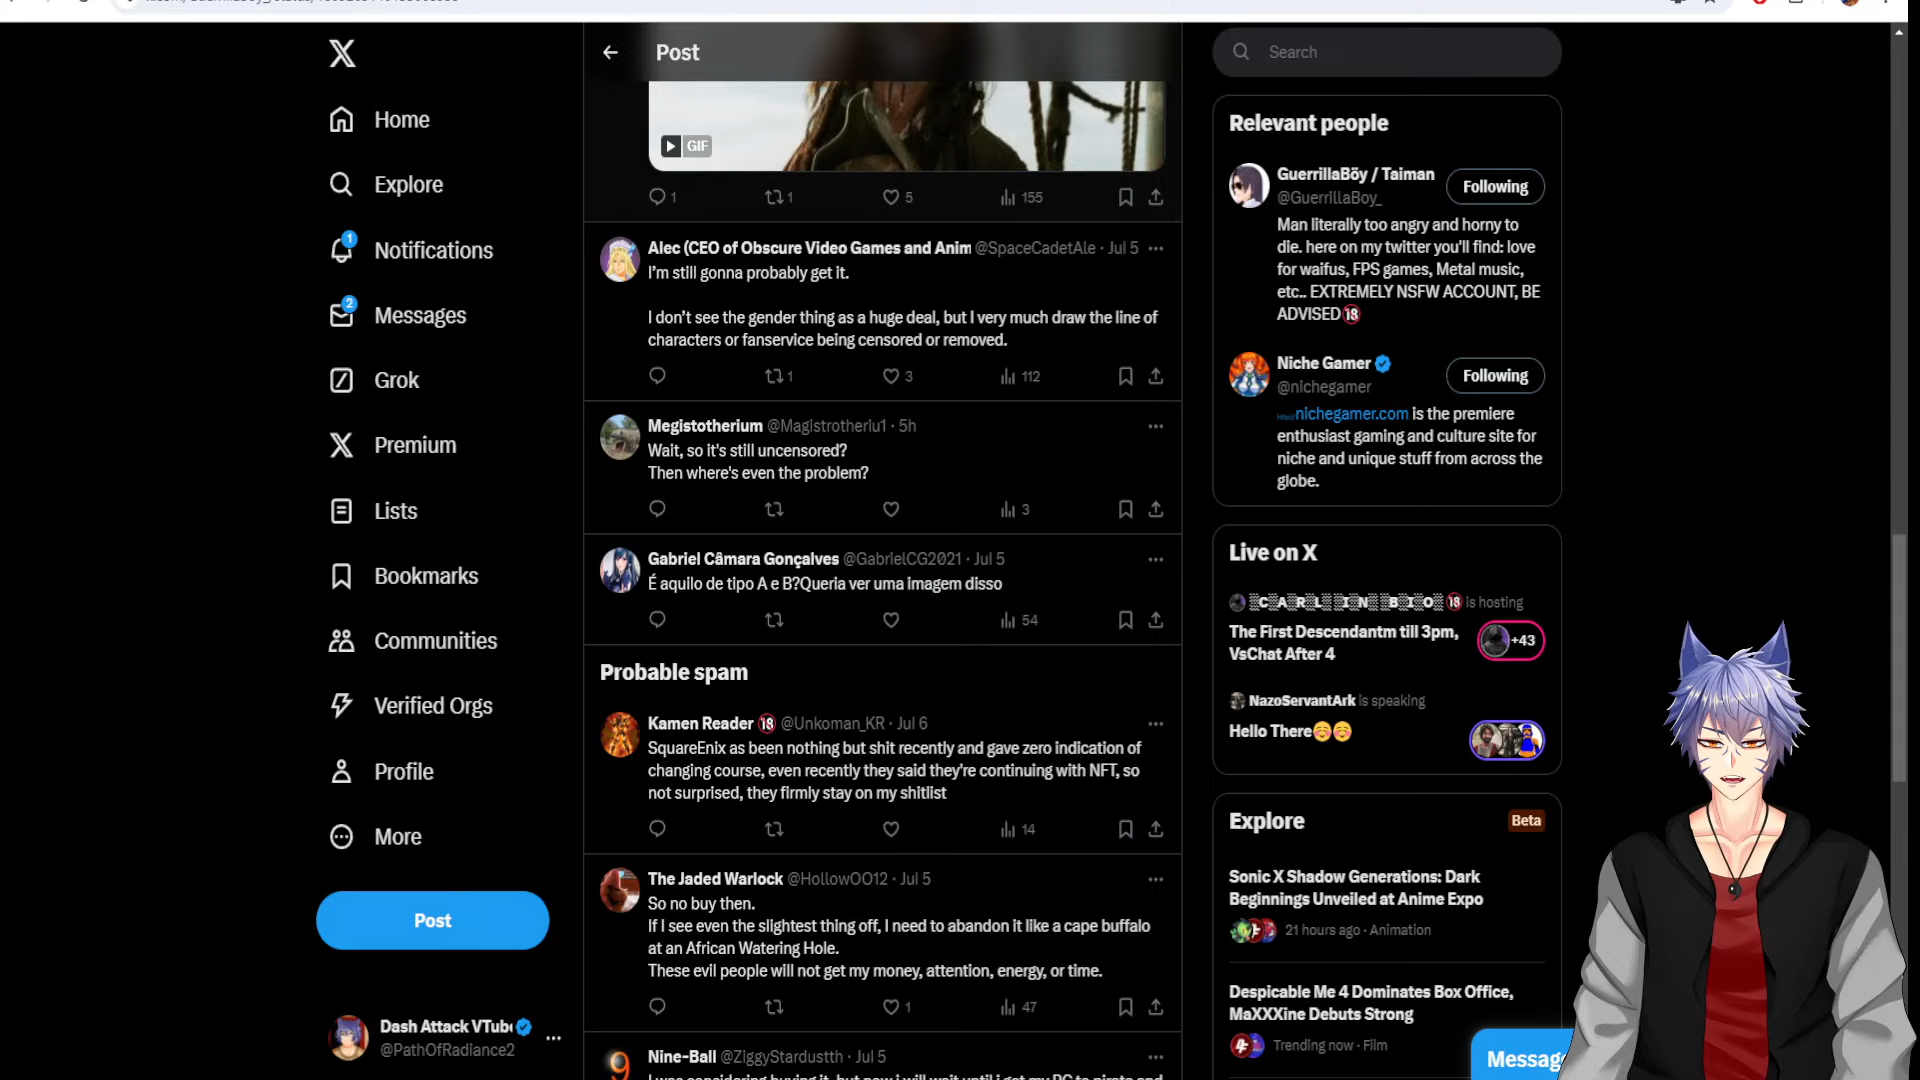 Home
Explore
1
Notifications
2
Messages
Grok
Premium
Lists
Bookmarks
Communities
Verified Orgs
Profile
More
Post
Dash Attack VTub
@PathOfRadiance2
Post
GIF
1
1
5
155
Alec (CEO of Obscure Video Games and Anim @SpaceCadetAle · Jul 5
I'm still gonna probably get it.
I don't see the gender thing as a huge deal, but I very much draw the line of
characters or fanservice being censored or removed.
1
3
112
Megistotherium @Magistrotheriu1 · 5h
Wait, so it's still uncensored?
Then where's even the problem?
3
Gabriel Câmara Gonçalves @GabrielCG2021 · Jul 5
É aquilo de tipo A e B?Queria ver uma imagem disso
54
Probable spam
Kamen Reader 🔞 @Unkoman_KR · Jul 6
SquareEnix as been nothing but shit recently and gave zero indication of
changing course, even recently they said they're continuing with NFT, so
not surprised, they firmly stay on my shitlist
14
The Jaded Warlock @HollowOO12 · Jul 5
So no buy then.
If I see even the slightest thing off, I need to abandon it like a cape buffalo
at an African Watering Hole.
These evil people will not get my money, attention, energy, or time.
1
47
Nine-Ball @ZiggyStardustth · Jul 5
Search
Relevant people
GuerrillaBöy / Taiman
@GuerrillaBoy_
Following
Man literally too angry and horny to
die. here on my twitter you'll find: love
for waifus, FPS games, Metal music,
etc.. EXTREMELY NSFW ACCOUNT, BE
ADVISED🔞
Niche Gamer
@nichegamer
Following
nichegamer.com is the premiere
enthusiast gaming and culture site for
niche and unique stuff from across the
globe.
Live on X
░C░A░R░L░ ░I░N░ ░B░I░O░ 🔞 is hosting
The First Descendantm till 3pm,
VsChat After 4
+43
NazoServantArk is speaking
Hello There☺️☺️
Explore
Beta
Sonic X Shadow Generations: Dark
Beginnings Unveiled at Anime Expo
21 hours ago · Animation
Despicable Me 4 Dominates Box Office,
MaXXXine Debuts Strong
Trending now · Film